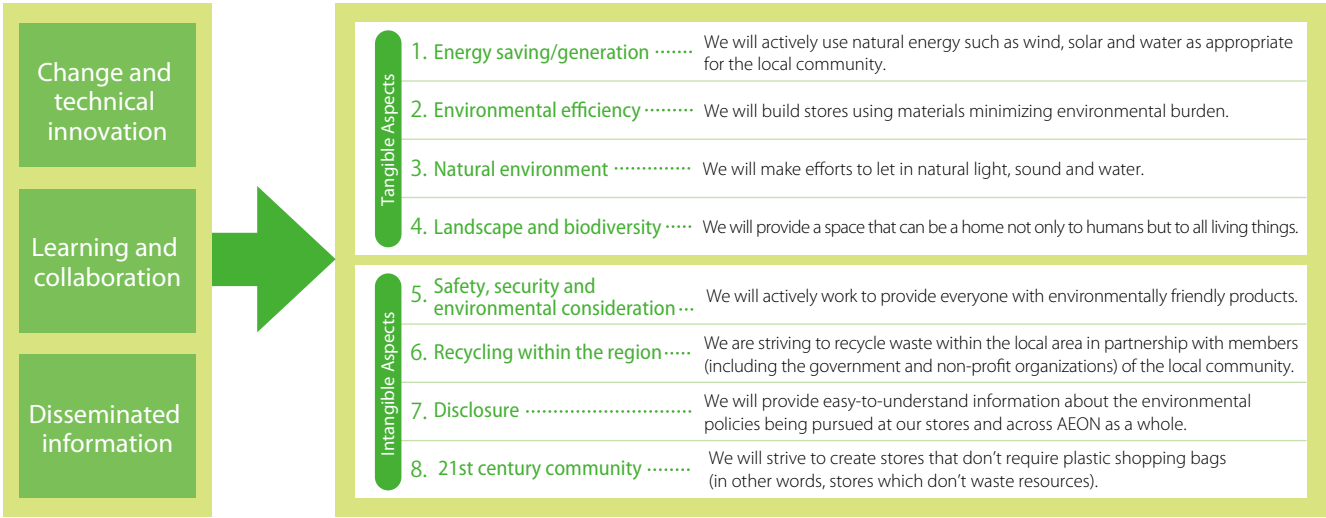 Change and
technical
innovation
Learning and
collaboration
Disseminated
information
Tangible Aspects
1. Energy saving/generation ······· We will actively use natural energy such as wind, solar and water as appropriate
for the local community.
2. Environmental efficiency ········· We will build stores using materials minimizing environmental burden.
3. Natural environment ·············· We will make efforts to let in natural light, sound and water.
4. Landscape and biodiversity ····· We will provide a space that can be a home not only to humans but to all living things.
Intangible Aspects
5. Safety, security and
environmental consideration ··· We will actively work to provide everyone with environmentally friendly products.
6. Recycling within the region ····· We are striving to recycle waste within the local area in partnership with members
(including the government and non-profit organizations) of the local community.
7. Disclosure ····························· We will provide easy-to-understand information about the environmental
policies being pursued at our stores and across AEON as a whole.
8. 21st century community ········ We will strive to create stores that don’t require plastic shopping bags
(in other words, stores which don’t waste resources).